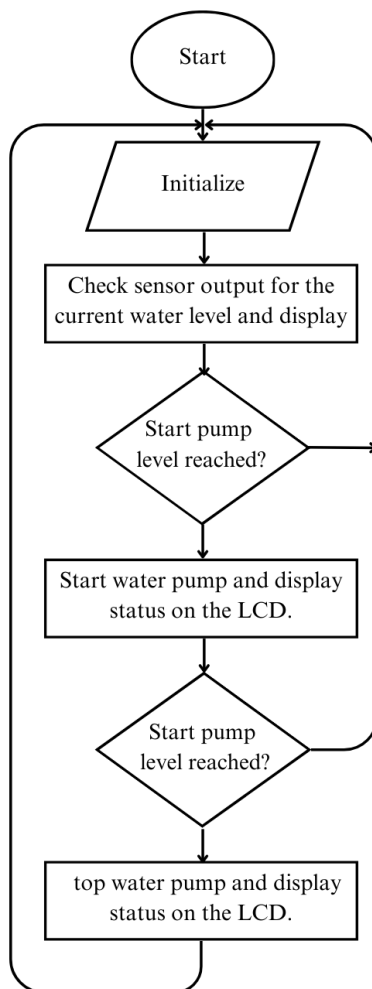 Start
Initialize
Check sensor output for the
current water level and display
Start pump
level reached?
Start water pump and display
status on the LCD.
Start pump
level reached?
top water pump and display
status on the LCD.